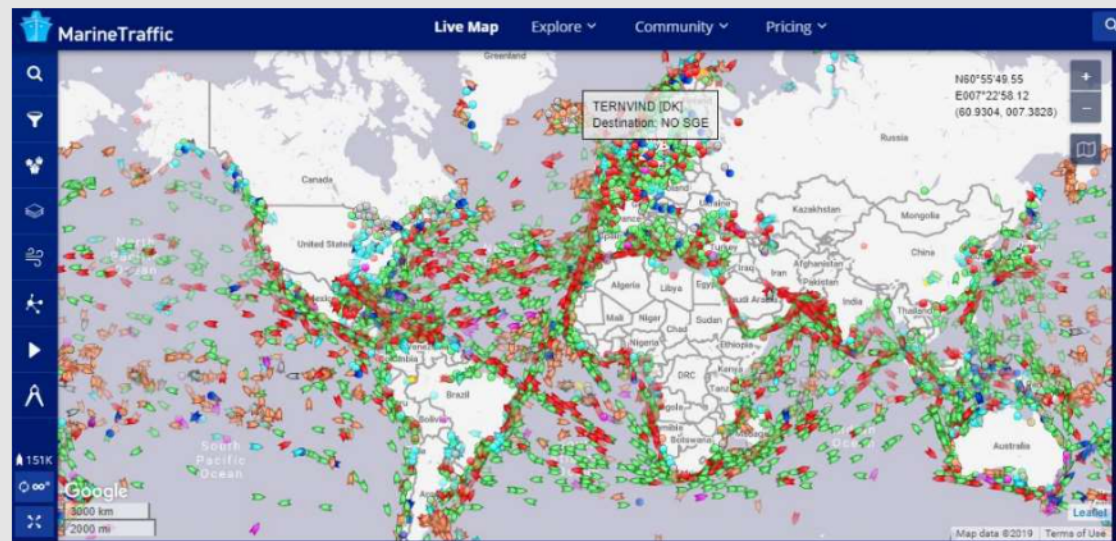 MarineTraffic
Live Map
Explore
Community
Pricing
Greenland
TERNVIND [DK]
Destination: NO SGE
N60°55'49.55
E007°22'58.12
(60.9304, 007.3828)
+
−
Russia
Canada
Ukraine
Kazakhstan
Mongolia
United States
Spain
Turkey
China
Afghanistan
Iraq
Iran
Pakistan
Algeria
Libya
Egypt
Saudi Arabia
India
Mexico
Mali
Niger
Sudan
Thailand
Chad
Nigeria
Ethiopia
Kenya
DRC
Brazil
Botswana
Australia
South
Pacific
Ocean
151K
Google
3000 km
2000 mi
Leaflet
Map data ©2019
Terms of Use